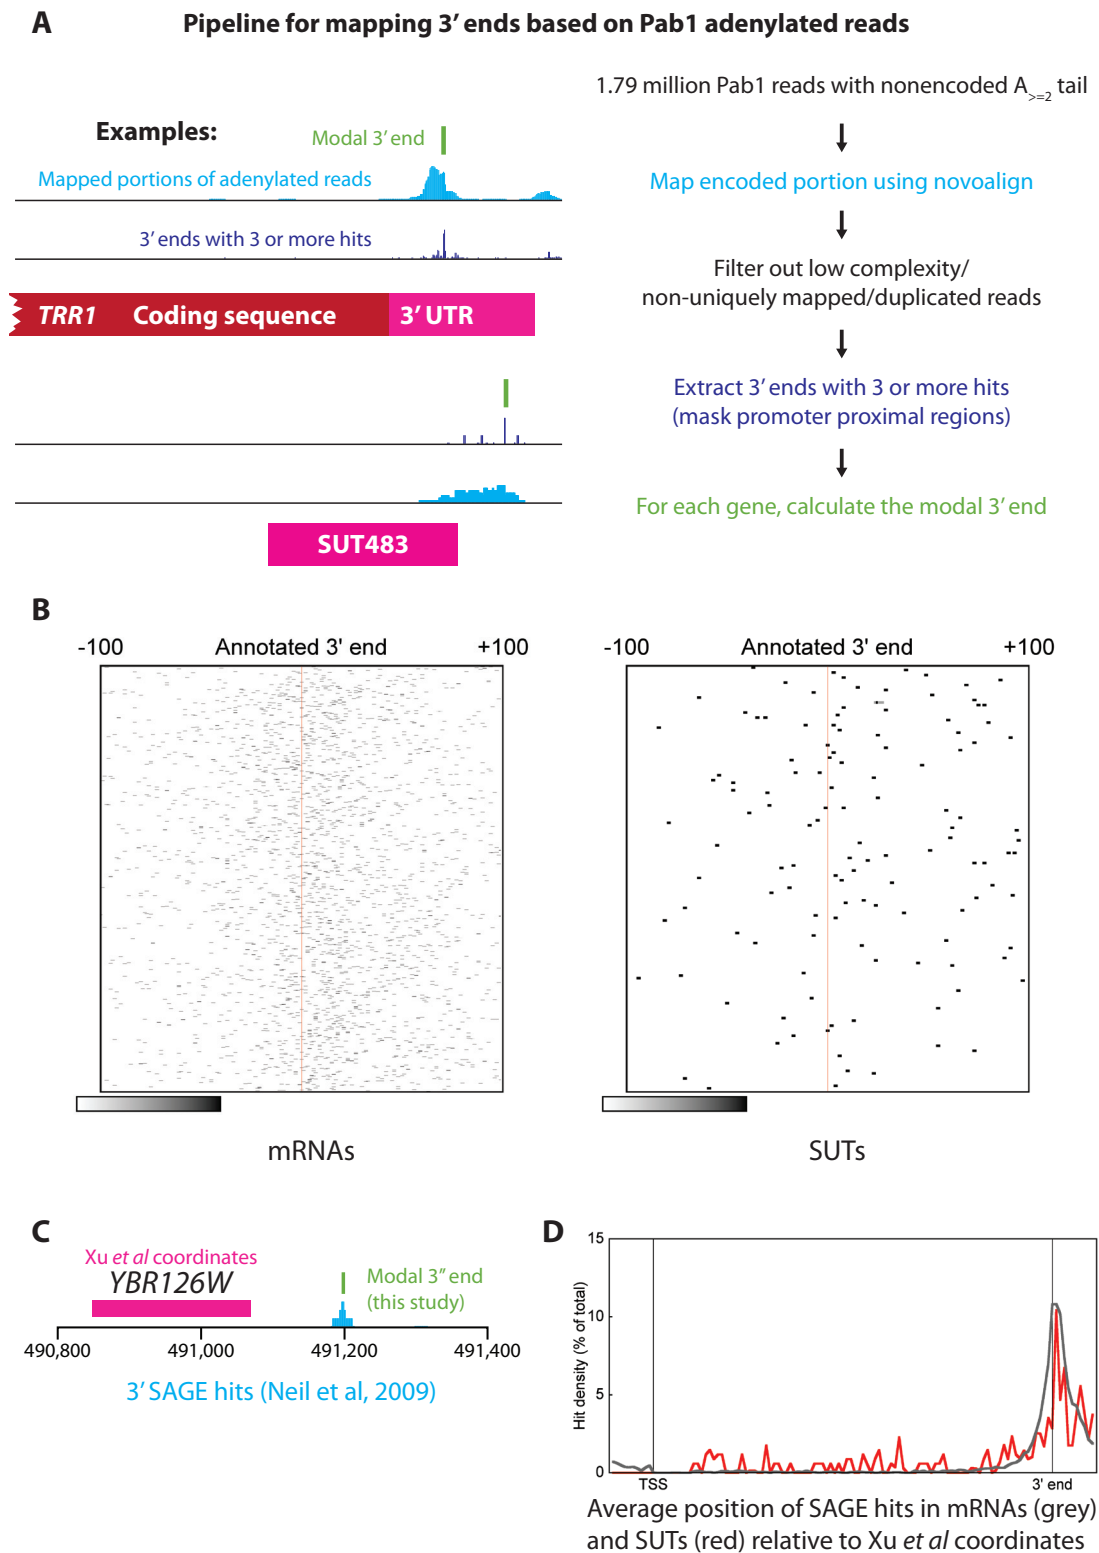 A
Pipeline for mapping 3’ ends based on Pab1 adenylated reads
Examples:
Modal 3’ end
Mapped portions of adenylated reads
3’ ends with 3 or more hits
TRR1 Coding sequence 3’ UTR
SUT483
1.79 million Pab1 reads with nonencoded A>=2 tail
Map encoded portion using novoalign
Filter out low complexity/
non-uniquely mapped/duplicated reads
Extract 3’ ends with 3 or more hits
(mask promoter proximal regions)
For each gene, calculate the modal 3’ end
B
-100 Annotated 3' end +100
mRNAs
-100 Annotated 3' end +100
SUTs
C
Xu et al coordinates
YBR126W
Modal 3’’ end
(this study)
490,800 491,000 491,200 491,400
3’ SAGE hits (Neil et al, 2009)
D
Hit density (% of total)
15
10
5
0
TSS 3' end
Average position of SAGE hits in mRNAs (grey)
and SUTs (red) relative to Xu et al coordinates